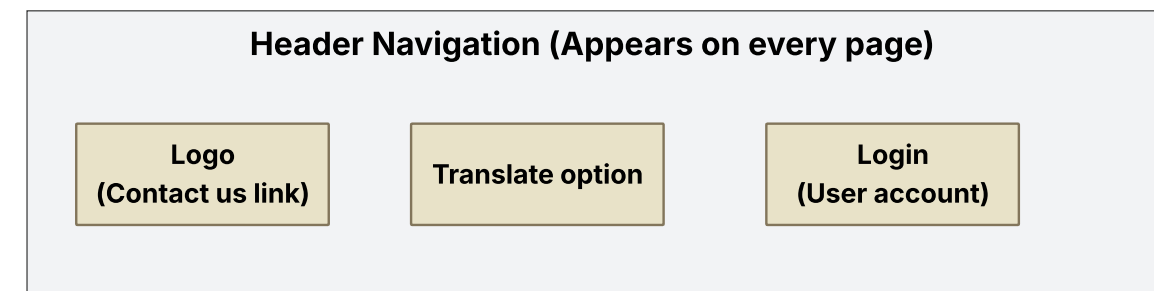 Header Navigation (Appears on every page)
Logo
(Contact us link)
Translate option
Login
(User account)